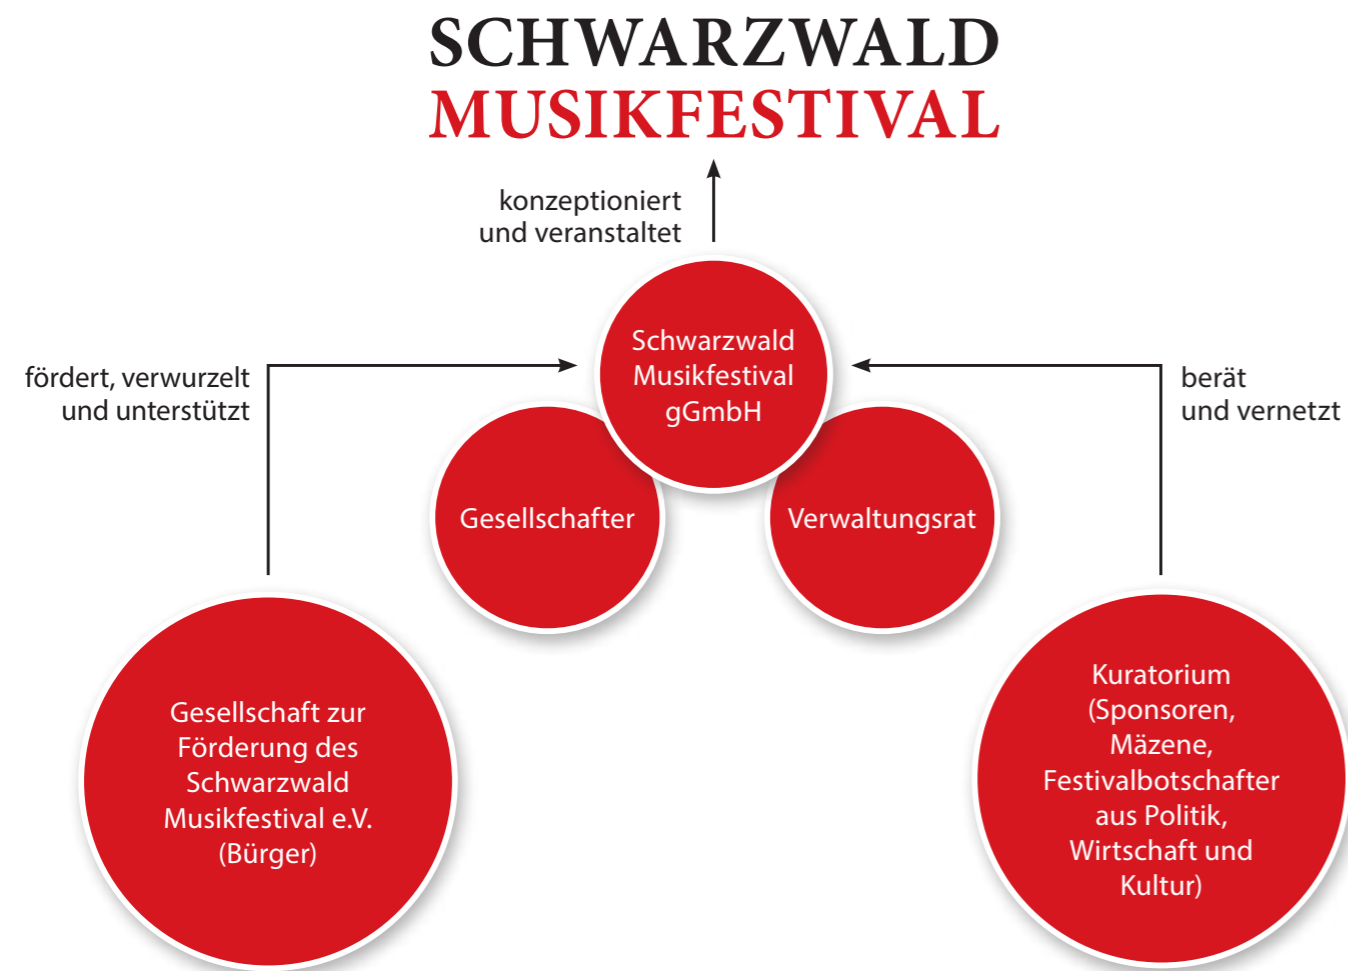 SCHWARZWALD
MUSIKFESTIVAL
konzeptioniert
und veranstaltet
Schwarzwald
Musikfestival
gGmbH
fördert, verwurzelt
und unterstützt
berät
und vernetzt
Gesellschafter
Verwaltungsrat
Gesellschaft zur
Förderung des
Schwarzwald
Musikfestival e.V.
(Bürger)
Kuratorium
(Sponsoren,
Mäzene,
Festivalbotschafter
aus Politik,
Wirtschaft und
Kultur)